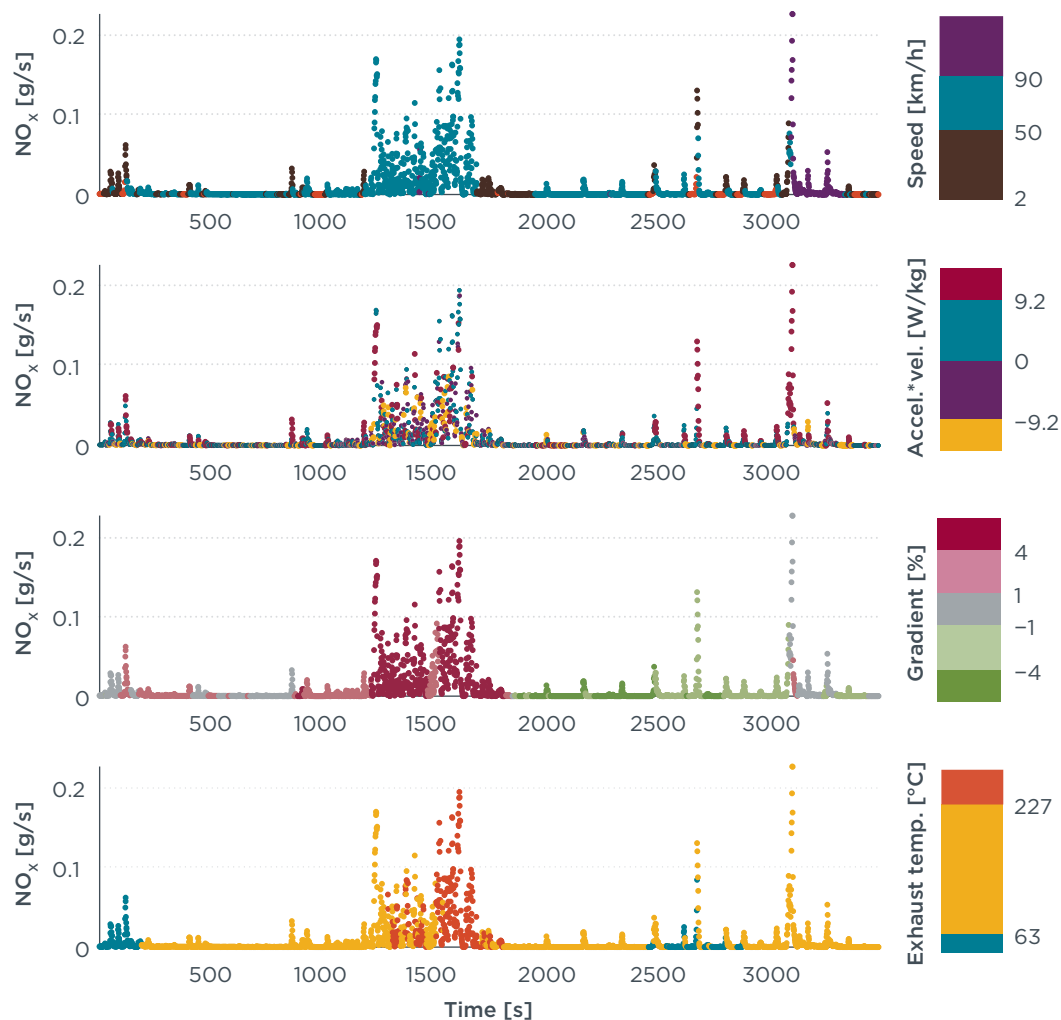 0.2
0.1
0
NOx [g/s]
500 1000 1500 2000 2500 3000
Speed [km/h]
90
50
2
0.2
0.1
0
NOx [g/s]
500 1000 1500 2000 2500 3000
Accel.*vel. [W/kg]
9.2
0
−9.2
0.2
0.1
0
NOx [g/s]
500 1000 1500 2000 2500 3000
Gradient [%]
4
1
−1
−4
0.2
0.1
0
NOx [g/s]
500 1000 1500 2000 2500 3000
Time [s]
Exhaust temp. [°C]
227
63